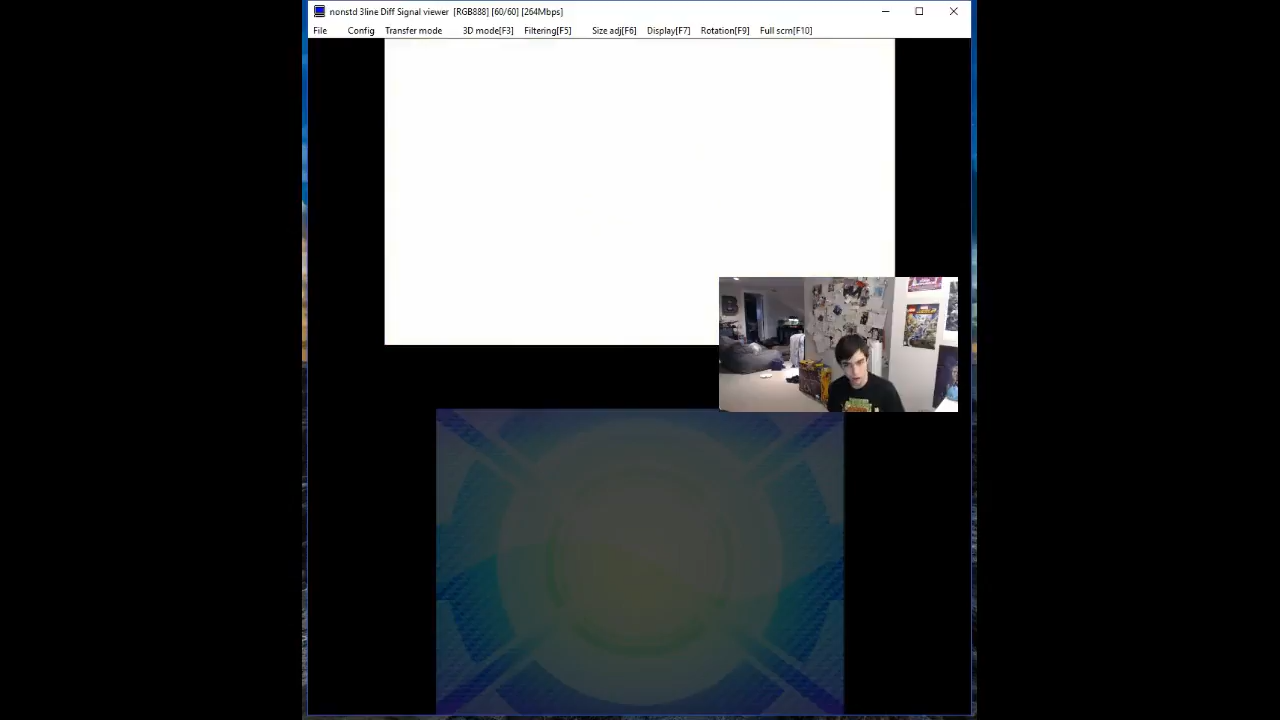 nonstd 3line Diff Signal viewer [RGB888] [60/60] [264Mbps]
File Config Transfer mode 3D mode[F3] Filtering[F5] Size adj[F6] Display[F7] Rotation[F9] Full scrn[F10]